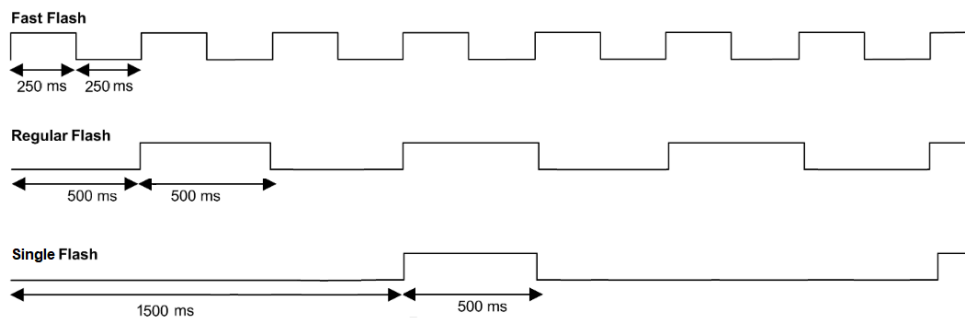 Fast Flash
250 ms 250 ms
Regular Flash
500 ms 500 ms
Single Flash
1500 ms 500 ms